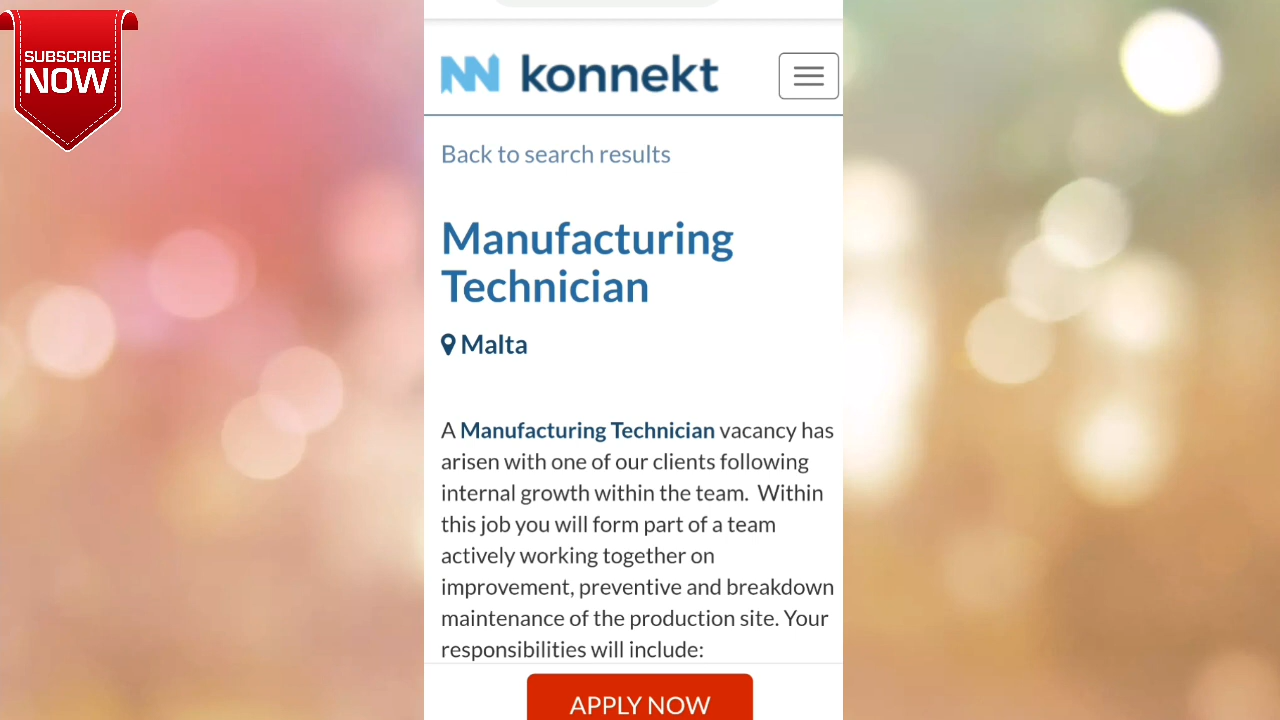 SUBSCRIBE
NOW
konnekt
Back to search results
Manufacturing
Technician
Malta
A Manufacturing Technician vacancy has
arisen with one of our clients following
internal growth within the team.  Within
this job you will form part of a team
actively working together on
improvement, preventive and breakdown
maintenance of the production site. Your
responsibilities will include:
APPLY NOW